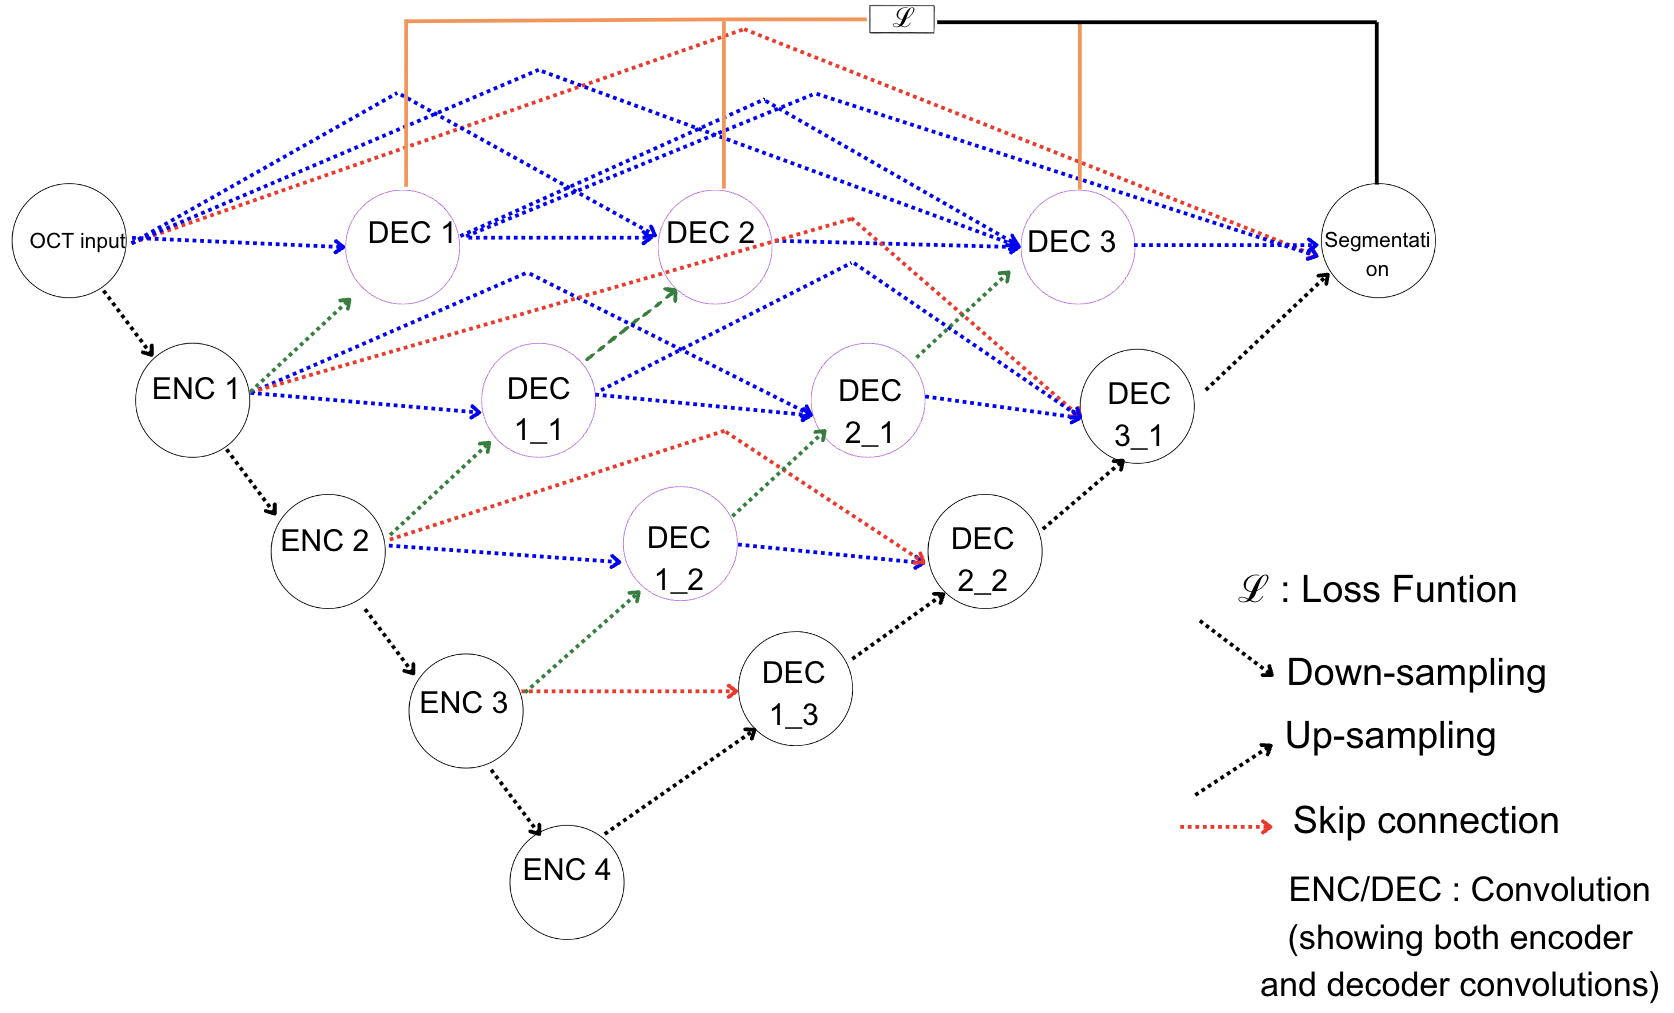 ℒ
OCT input
DEC 1
DEC 2
DEC 3
Segmentati
on
ENC 1
DEC
1_1
DEC
2_1
DEC
3_1
ENC 2
DEC
1_2
DEC
2_2
ENC 3
DEC
1_3
ENC 4
ℒ : Loss Funtion
Down-sampling
Up-sampling
Skip connection
ENC/DEC : Convolution
(showing both encoder
and decoder convolutions)